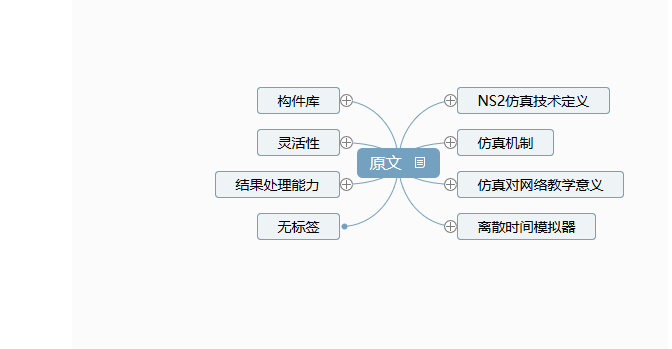 构件库
NS2仿真技术定义
灵活性
仿真机制
原文
结果处理能力
仿真对网络教学意义
无标签
离散时间模拟器